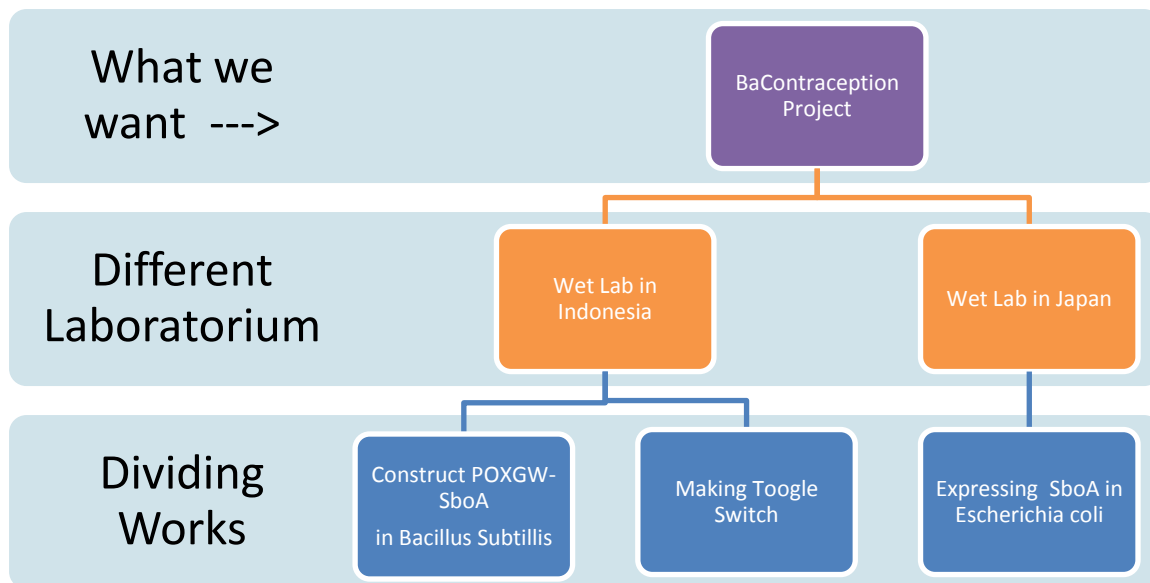 What we
want --->
BaContraception
Project
Different
Laboratorium
Wet Lab in
Indonesia
Wet Lab in Japan
Dividing
Works
Construct POXGW-
SboA
in Bacillus Subtillis
Making Toogle
Switch
Expressing SboA in
Escherichia coli